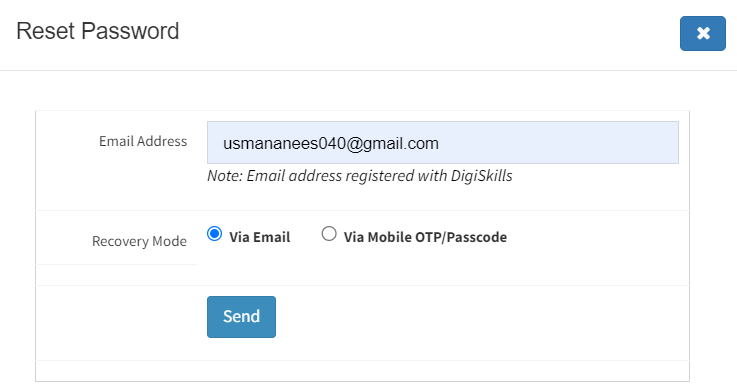 Reset Password
Email Address
usmananees040@gmail.com
Note: Email address registered with DigiSkills
Recovery Mode
Via Email
Via Mobile OTP/Passcode
Send